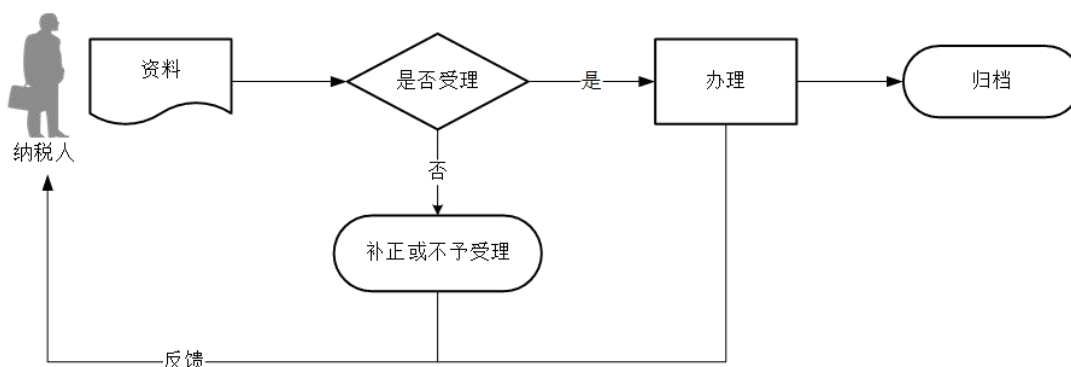 资料
是否受理
是
办理
归档
纳税人
否
补正或不予受理
反馈